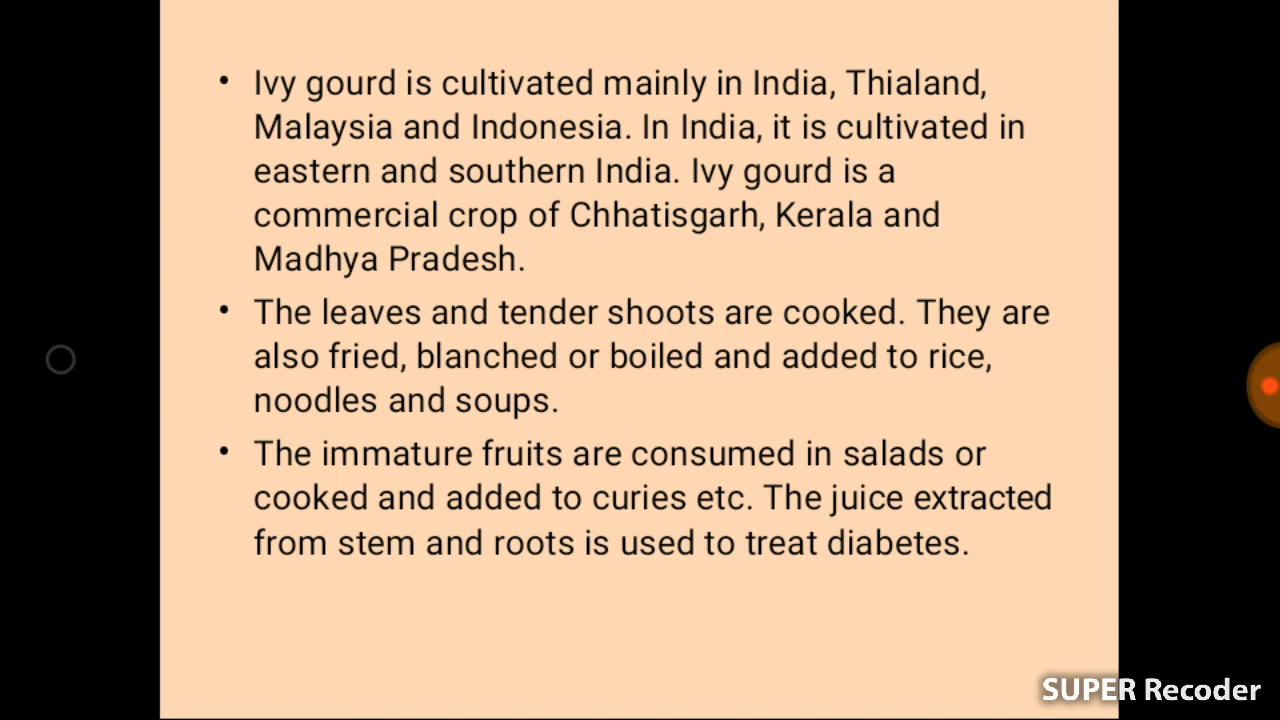 • Ivy gourd is cultivated mainly in India, Thialand,
Malaysia and Indonesia. In India, it is cultivated in
eastern and southern India. Ivy gourd is a
commercial crop of Chhatisgarh, Kerala and
Madhya Pradesh.
• The leaves and tender shoots are cooked. They are
also fried, blanched or boiled and added to rice,
noodles and soups.
• The immature fruits are consumed in salads or
cooked and added to curies etc. The juice extracted
from stem and roots is used to treat diabetes.
SUPER Recoder